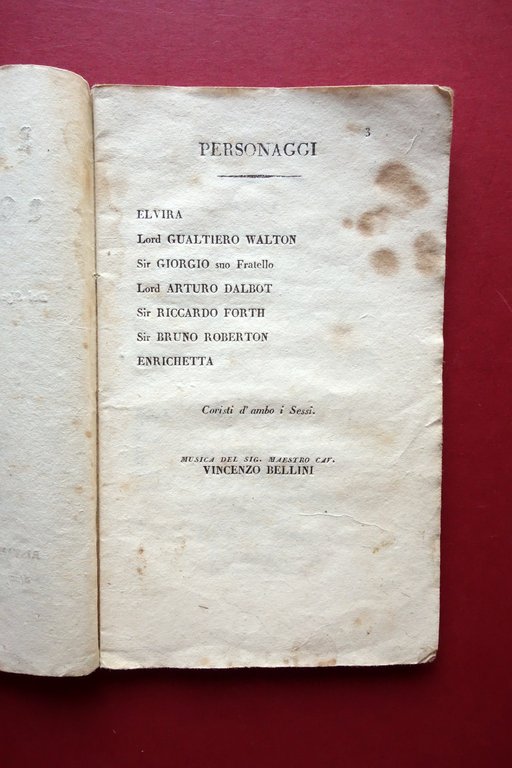 3
PERSONAGGI
ELVIRA
Lord GUALTIERO WALTON
Sir GIORGIO suo Fratello
Lord ARTURO DALBOT
Sir RICCARDO FORTH
Sir BRUNO ROBERTON
ENRICHETTA
Coristi d'ambo i Sessi.
MUSICA DEL SIG. MAESTRO CAV.
VINCENZO BELLINI